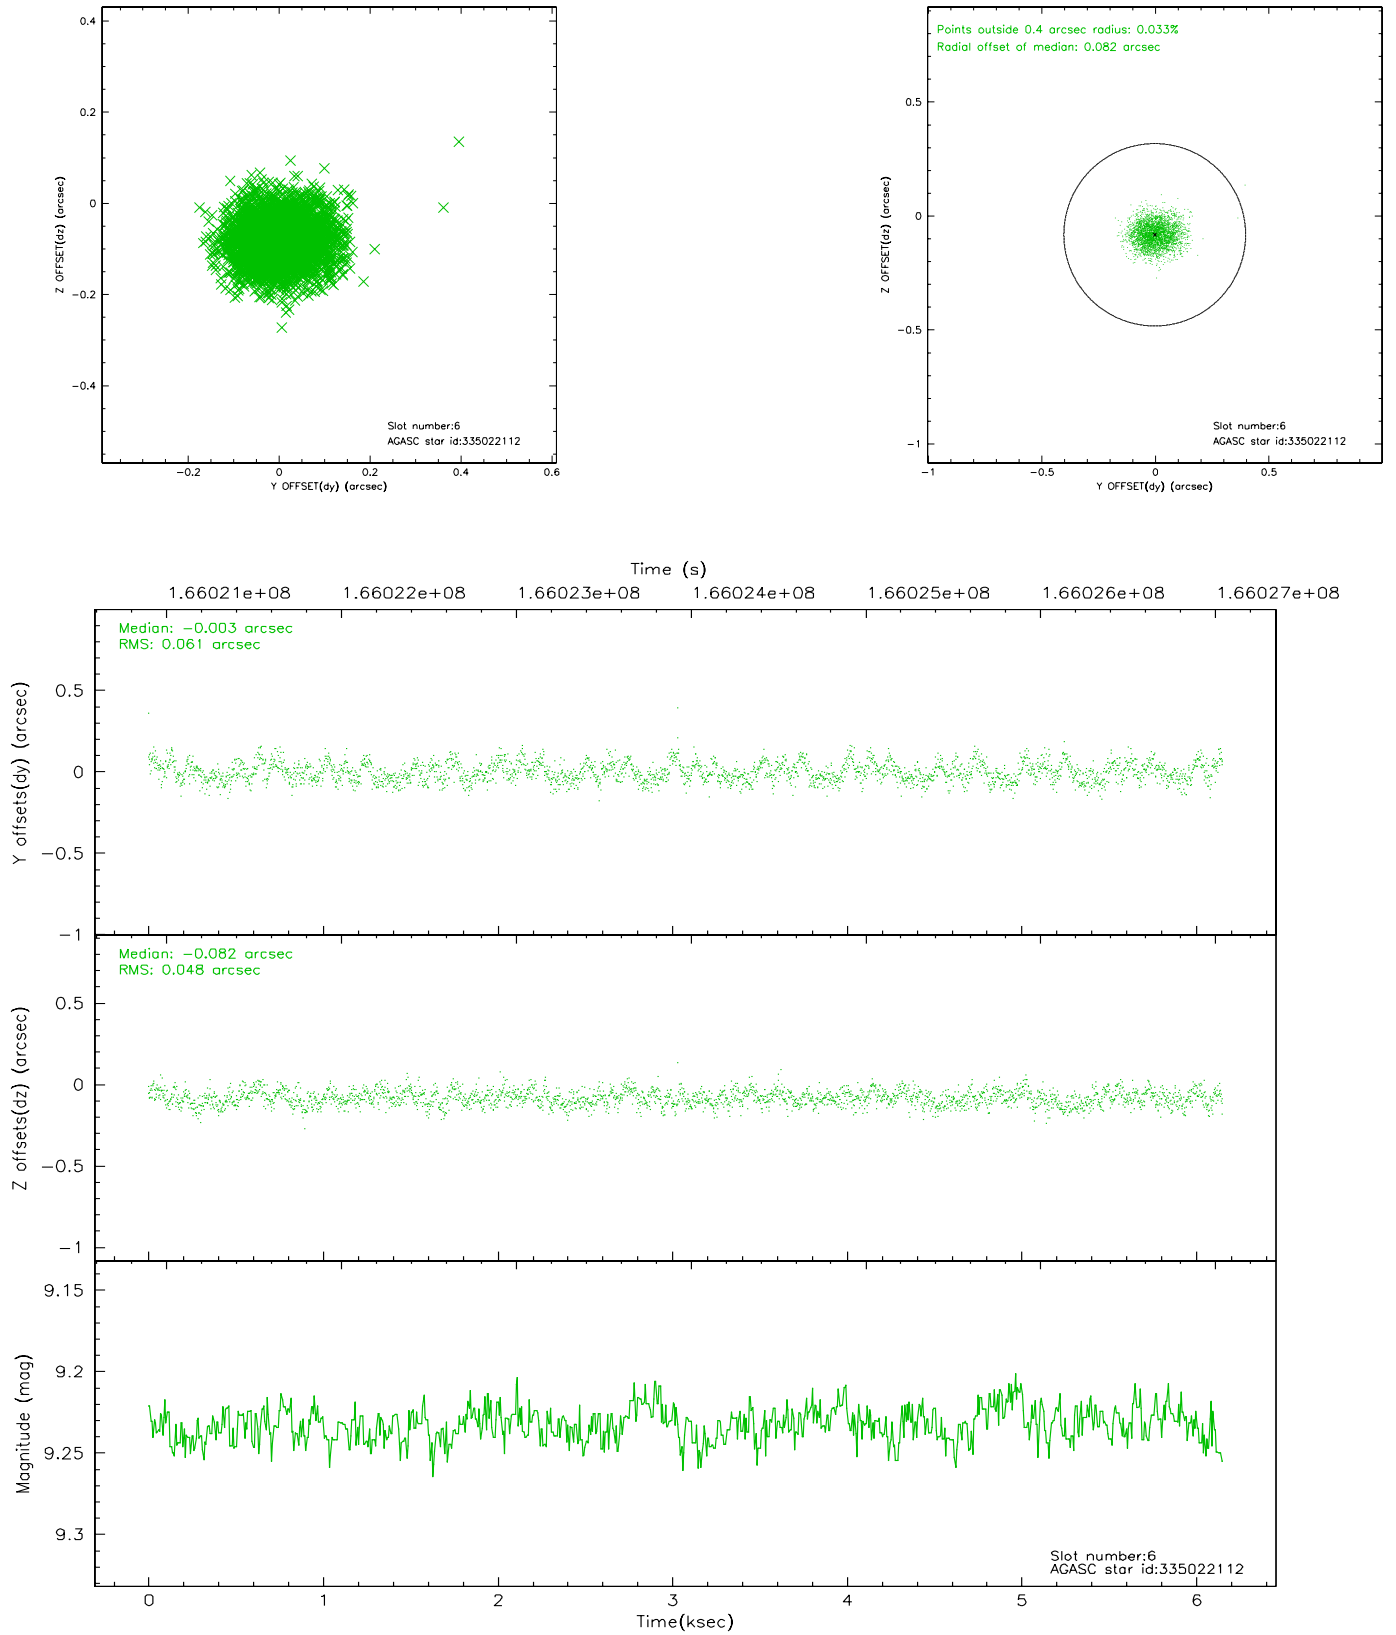 0.4
0.2
0
−0.2
−0.4
Z OFFSET(dz) (arcsec)
Slot number:6
AGASC star id:335022112
−0.2 0 0.2 0.4 0.6
Y OFFSET(dy) (arcsec)
Points outside 0.4 arcsec radius: 0.033%
Radial offset of median: 0.082 arcsec
0.5
0
−0.5
−1
Z OFFSET(dz) (arcsec)
Slot number:6
AGASC star id:335022112
−1 −0.5 0 0.5
Y OFFSET(dy) (arcsec)
Time (s)
1.66021e+08 1.66022e+08 1.66023e+08 1.66024e+08 1.66025e+08 1.66026e+08 1.66027e+08
Median: −0.003 arcsec
RMS: 0.061 arcsec
0.5
0
−0.5
−1
Y offsets(dy) (arcsec)
Median: −0.082 arcsec
RMS: 0.048 arcsec
0.5
0
−0.5
−1
Z offsets(dz) (arcsec)
9.15
9.2
9.25
9.3
Magnitude (mag)
Slot number:6
AGASC star id:335022112
0 1 2 3 4 5 6
Time(ksec)